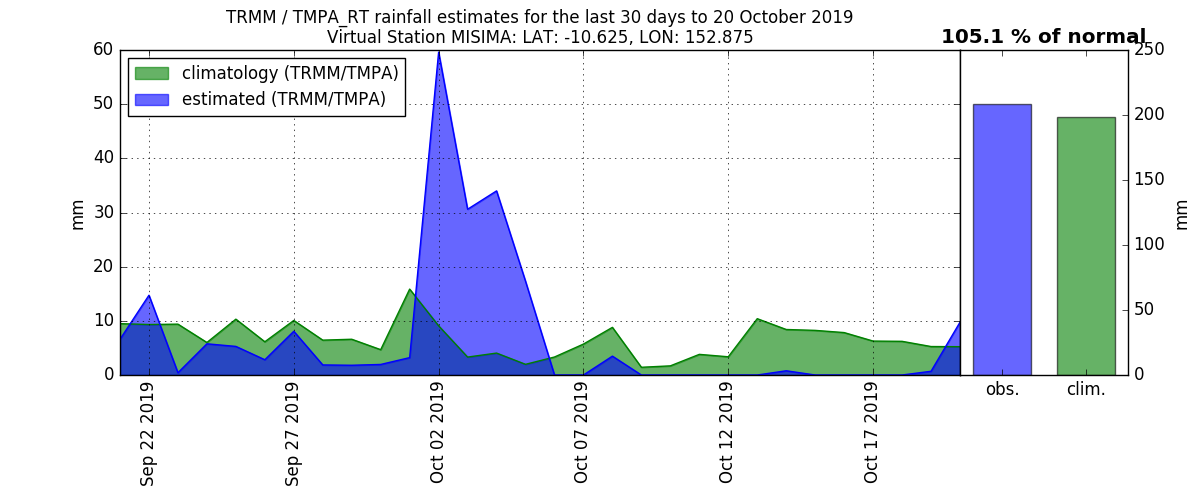 TRMM / TMPA_RT rainfall estimates for the last 30 days to 20 October 2019
Virtual Station MISIMA: LAT: -10.625, LON: 152.875
105.1 % of normal
climatology (TRMM/TMPA)
estimated (TRMM/TMPA)
60
50
40
30
20
10
0
mm
Sep 22 2019
Sep 27 2019
Oct 02 2019
Oct 07 2019
Oct 12 2019
Oct 17 2019
250
200
150
100
50
0
mm
obs.
clim.